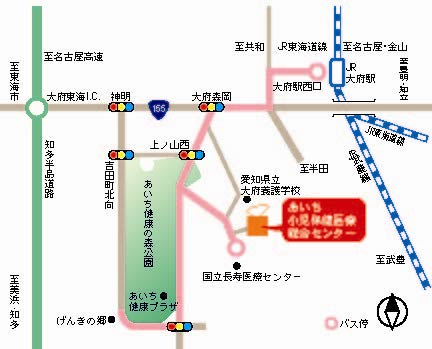 至東海市
至名古屋高速
大府東海I.C.
神明
155
大府森岡
至共和
JR東海道線
至名古屋・金山
JR
大府駅
大府駅西口
至豊明・知立
JR東海道線
JR武豊線
上ノ山西
吉田町北向
知多半島道路
あいち健康の森公園
至半田
愛知県立
大府養護学校
あいち
小児保健医療
総合センター
国立長寿医療センター
至武豊
至美浜 知多
あいち
健康プラザ
げんきの郷
バス停